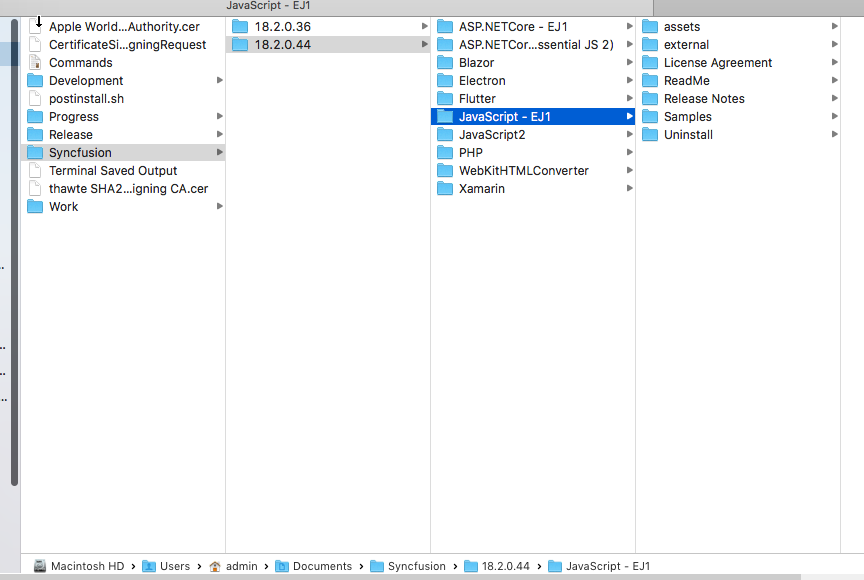 JavaScript - EJ1
Apple World...Authority.cer
CertificateSi...gningRequest
Commands
Development
postinstall.sh
Progress
Release
Syncfusion
Terminal Saved Output
thawte SHA2...igning CA.cer
Work
18.2.0.36
18.2.0.44
ASP.NETCore - EJ1
ASP.NETCor...ssential JS 2)
Blazor
Electron
Flutter
JavaScript - EJ1
JavaScript2
PHP
WebKitHTMLConverter
Xamarin
assets
external
License Agreement
ReadMe
Release Notes
Samples
Uninstall
Macintosh HD › Users › admin › Documents › Syncfusion › 18.2.0.44 › JavaScript - EJ1